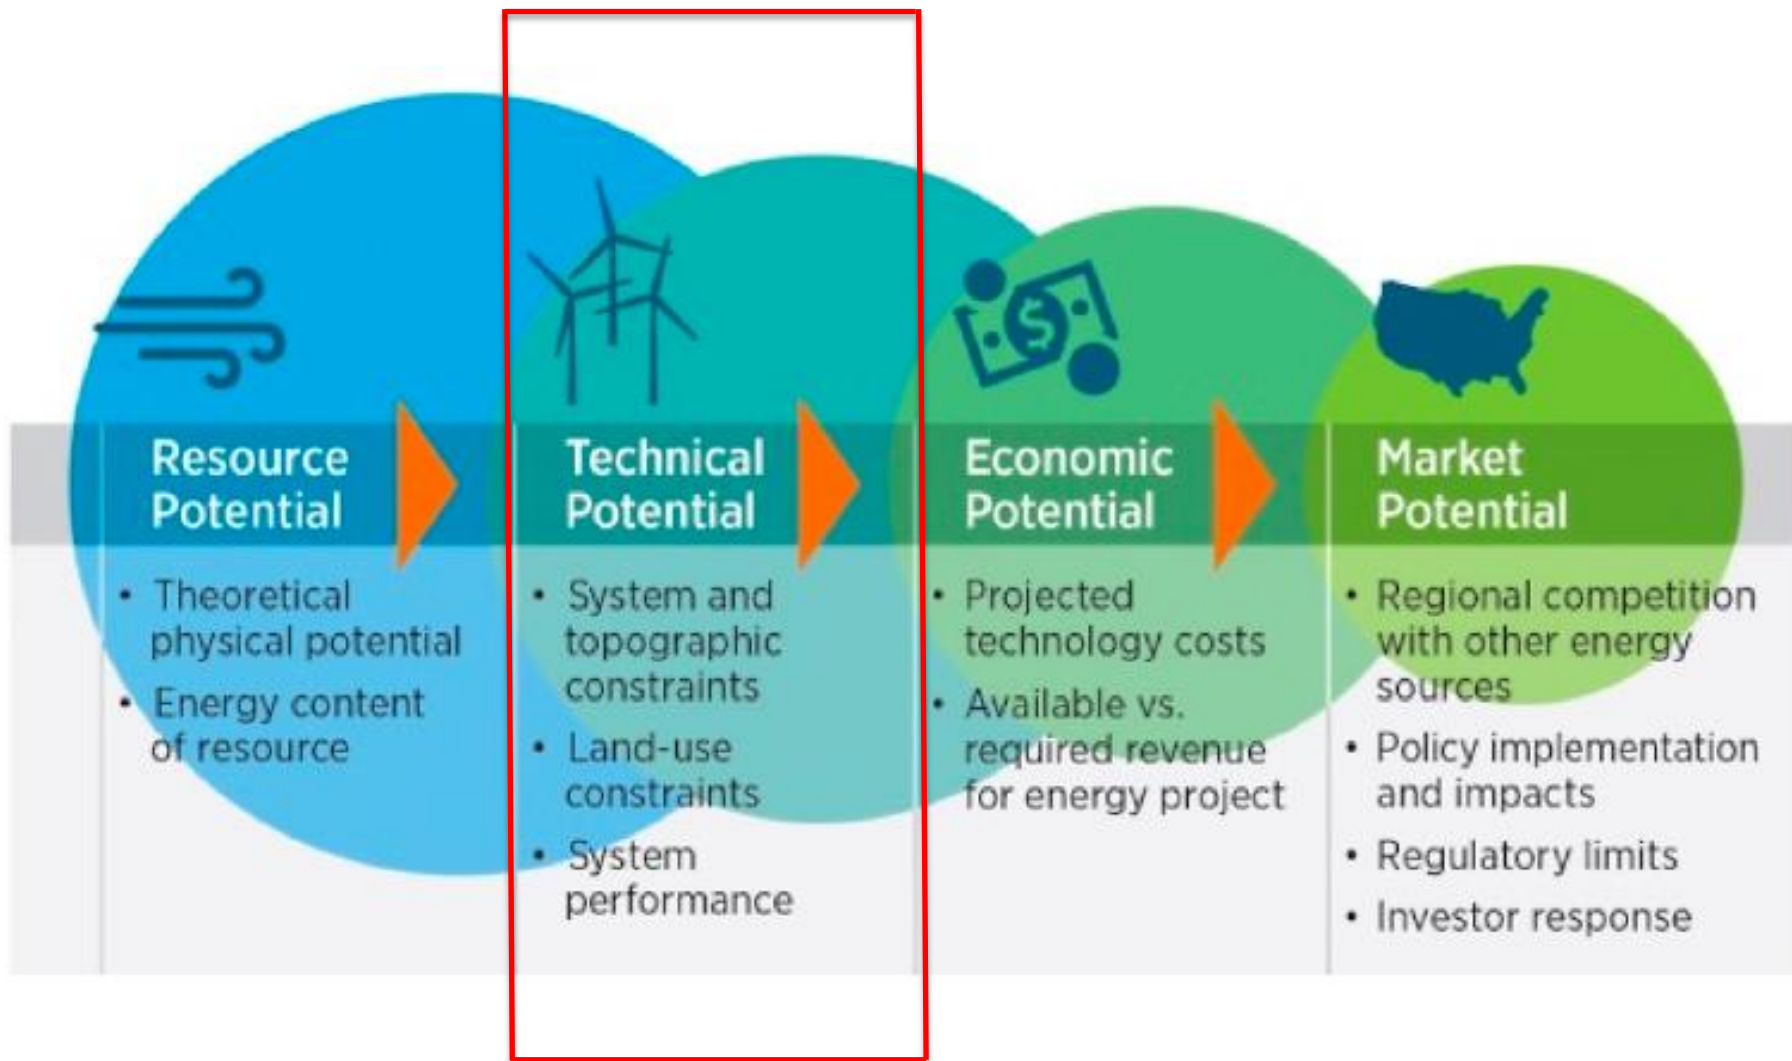 Resource
Potential
• Theoretical
physical potential
• Energy content
of resource
Technical
Potential
• System and
topographic
constraints
• Land-use
constraints
• System
performance
$
Economic
Potential
• Projected
technology costs
• Available vs.
required revenue
for energy project
Market
Potential
• Regional competition
with other energy
sources
• Policy implementation
and impacts
• Regulatory limits
• Investor response